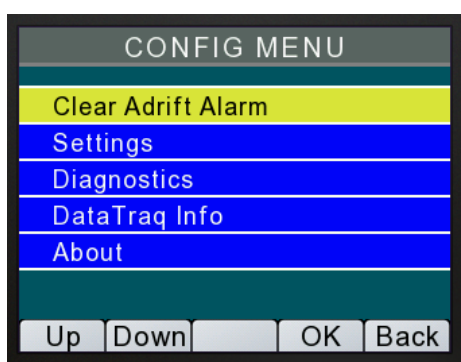 CONFIG MENU
Clear Adrift Alarm
Settings
Diagnostics
DataTraq Info
About
Up Down OK Back